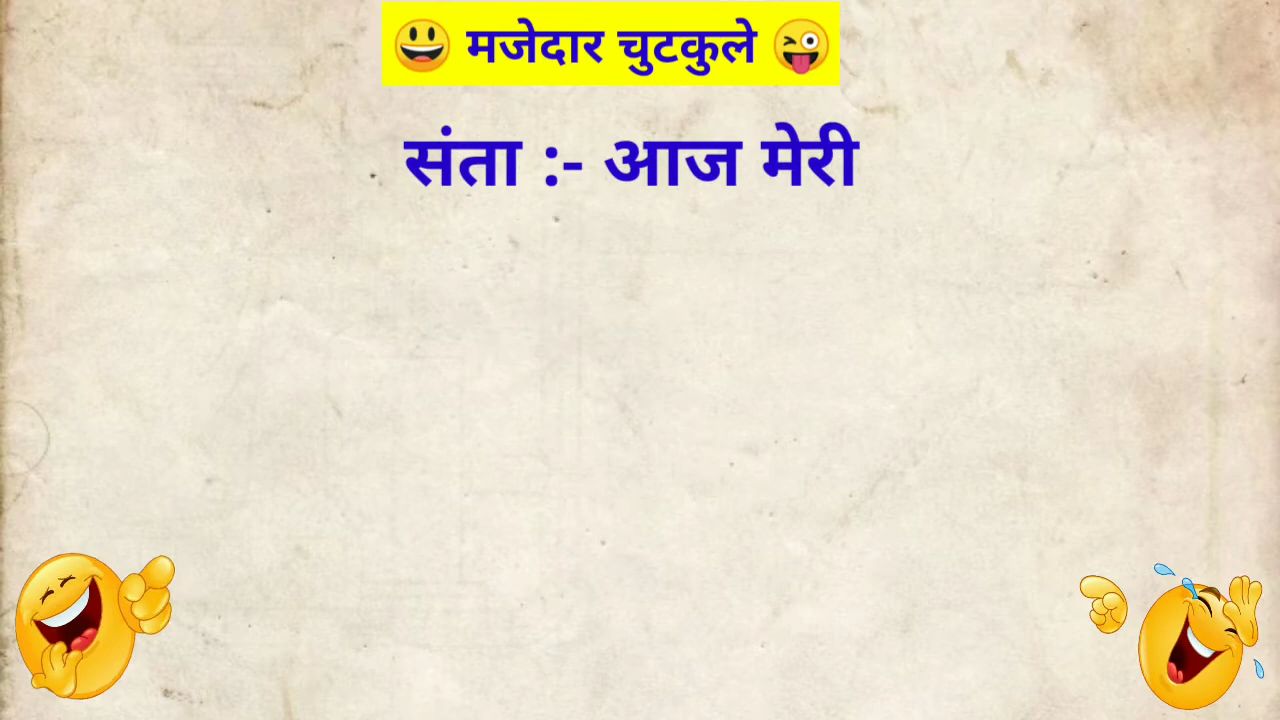 😃 मजेदार चुटकुले 😜
संता :- आज मेरी